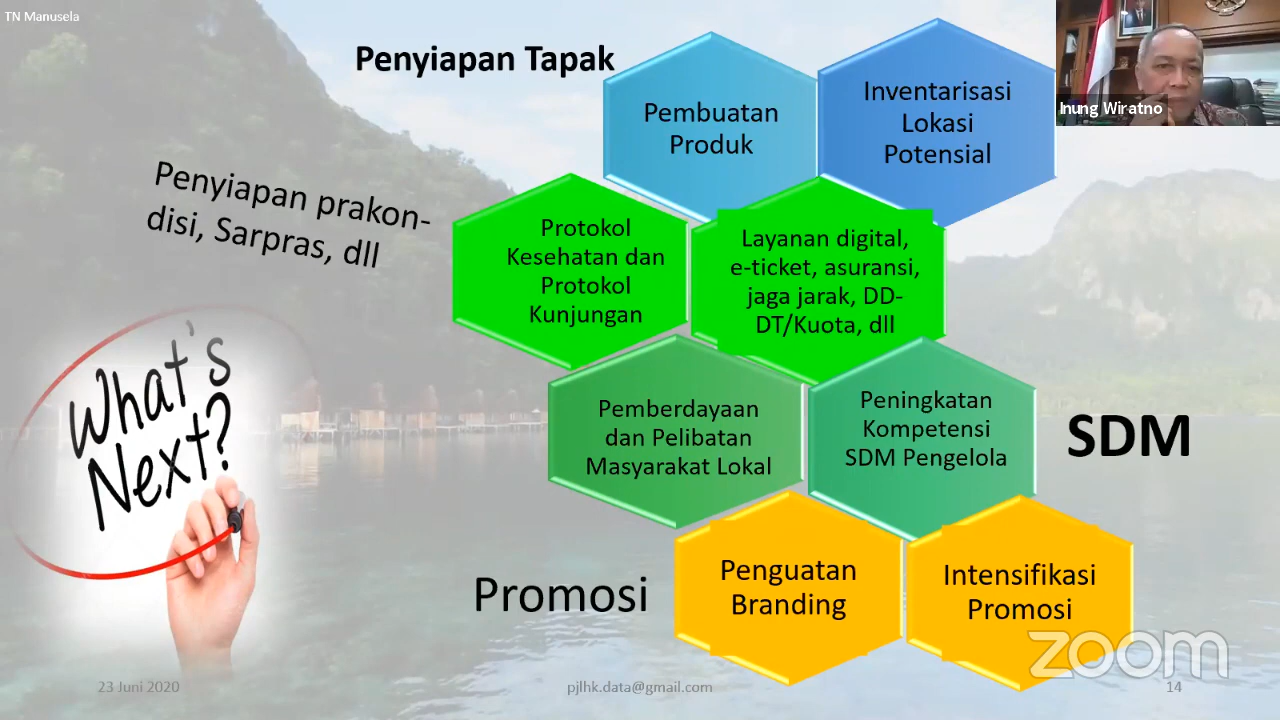 TN Manusela
Penyiapan Tapak
Pembuatan
Produk
Inventarisasi
Lokasi
Potensial
Inung Wiratno
Penyiapan prakon-
disi, Sarpras, dll
Protokol
Kesehatan dan
Protokol
Kunjungan
Layanan digital,
e-ticket, asuransi,
jaga jarak, DD-
DT/Kuota, dll
What's
Next?
Pemberdayaan
dan Pelibatan
Masyarakat Lokal
Peningkatan
Kompetensi
SDM Pengelola
SDM
Promosi
Penguatan
Branding
Intensifikasi
Promosi
zoom
23 Juni 2020
pjlhk.data@gmail.com
14